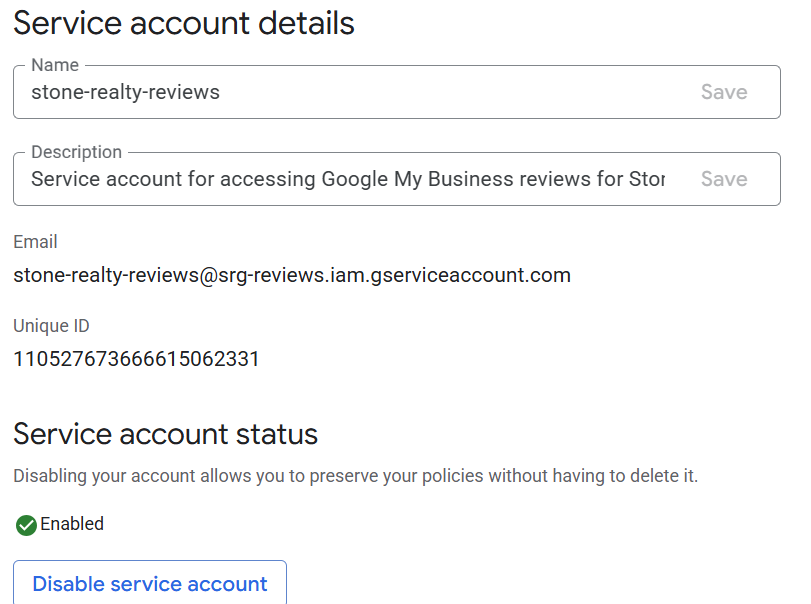 Service account details
Name
stone-realty-reviews
Save
Description
Service account for accessing Google My Business reviews for Stor
Save
Email
stone-realty-reviews@srg-reviews.iam.gserviceaccount.com
Unique ID
110527673666615062331
Service account status
Disabling your account allows you to preserve your policies without having to delete it.
Enabled
Disable service account